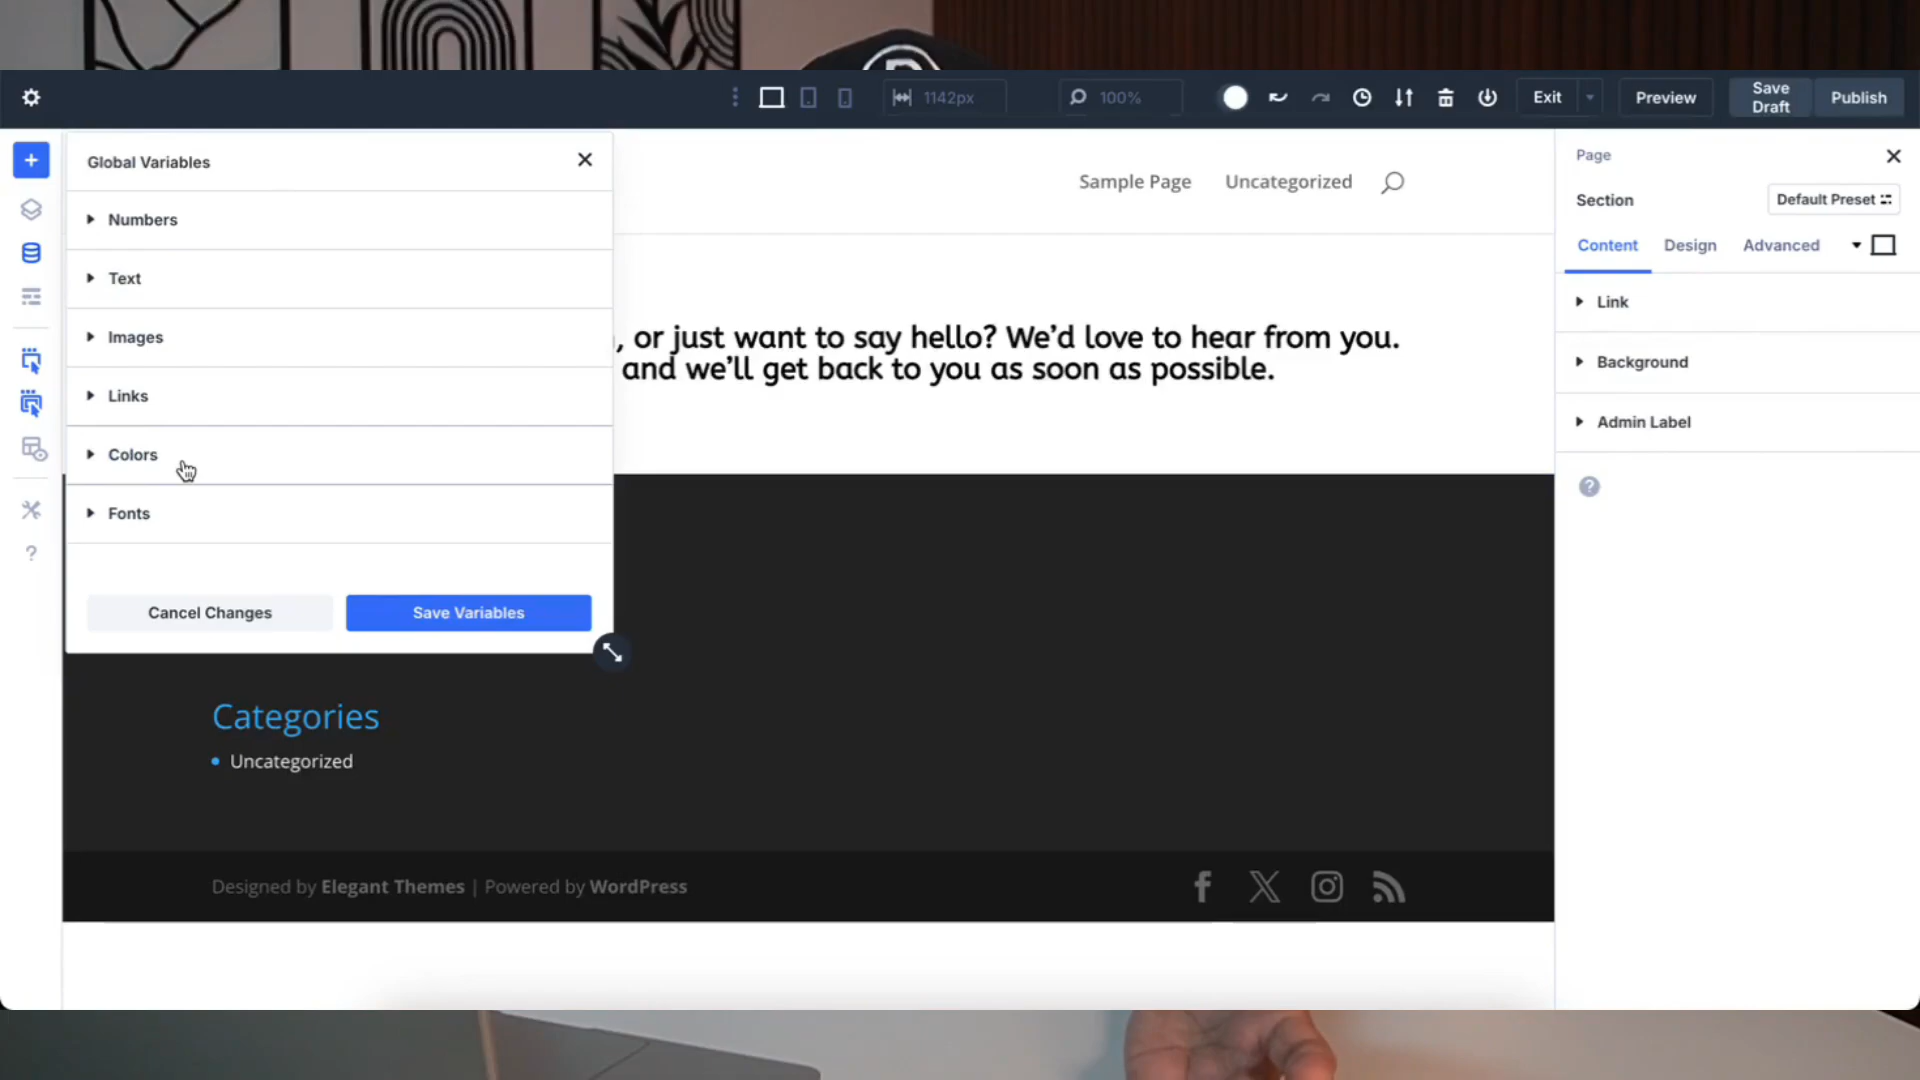 1142px
100%
Exit
Preview
Save
Draft
Publish
Global Variables
Numbers
Text
Images
Links
Colors
Fonts
Cancel Changes
Save Variables
Sample Page
Uncategorized
, or just want to say hello? We’d love to hear from you.
and we’ll get back to you as soon as possible.
Categories
Uncategorized
Designed by Elegant Themes | Powered by WordPress
Page
Section
Default Preset
Content
Design
Advanced
Link
Background
Admin Label